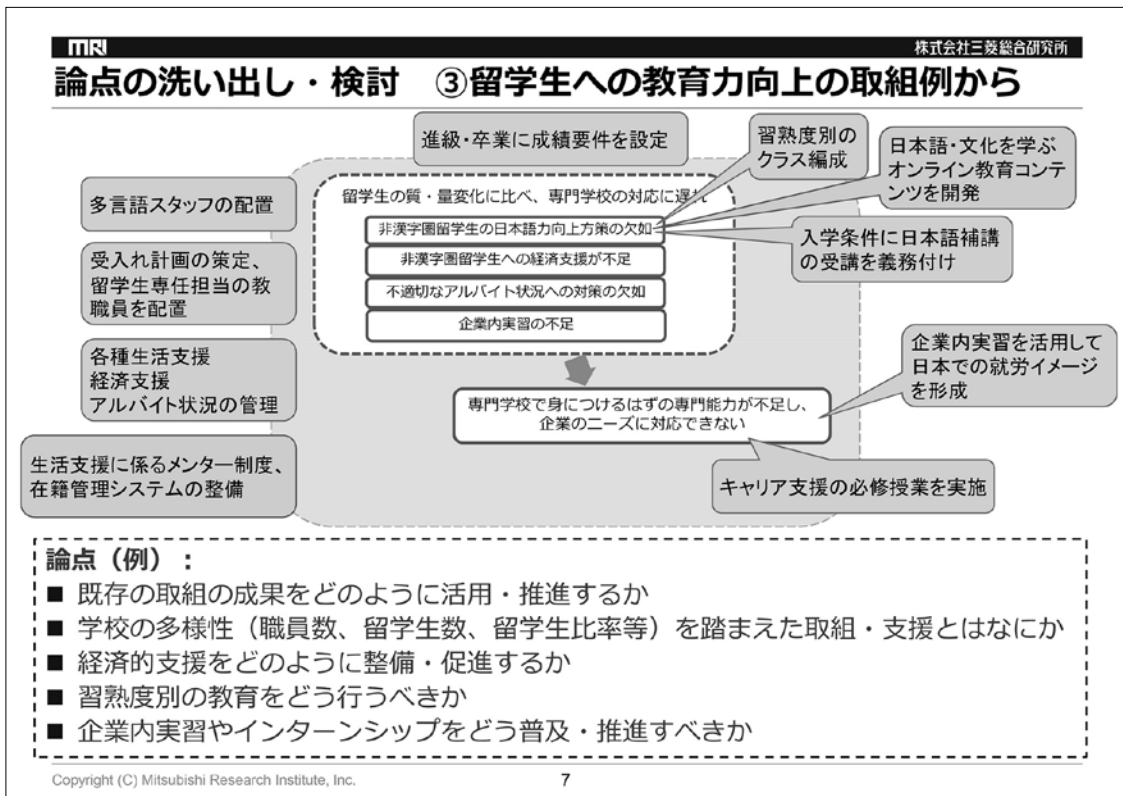 MRI
株式会社三菱総合研究所
論点の洗い出し・検討 ③留学生への教育力向上の取組例から
進級・卒業に成績要件を設定
習熟度別の
クラス編成
日本語・文化を学ぶ
オンライン教育コンテ
ンツを開発
多言語スタッフの配置
留学生の質・量変化に比べ、専門学校の対応に遅れ
非漢字圏留学生の日本語力向上方策の欠如
非漢字圏留学生への経済支援が不足
不適切なアルバイト状況への対策の欠如
企業内実習の不足
入学条件に日本語補講
の受講を義務付け
受入れ計画の策定、
留学生専任担当の教
職員を配置
各種生活支援
経済支援
アルバイト状況の管理
企業内実習を活用して
日本での就労イメージ
を形成
専門学校で身につけるはずの専門能力が不足し、
企業のニーズに対応できない
生活支援に係るメンター制度、
在籍管理システムの整備
キャリア支援の必修授業を実施
論点（例）：
■ 既存の取組の成果をどのように活用・推進するか
■ 学校の多様性（職員数、留学生数、留学生比率等）を踏まえた取組・支援とはなにか
■ 経済的支援をどのように整備・促進するか
■ 習熟度別の教育をどう行うべきか
■ 企業内実習やインターンシップをどう普及・推進すべきか
Copyright (C) Mitsubishi Research Institute, Inc.
7